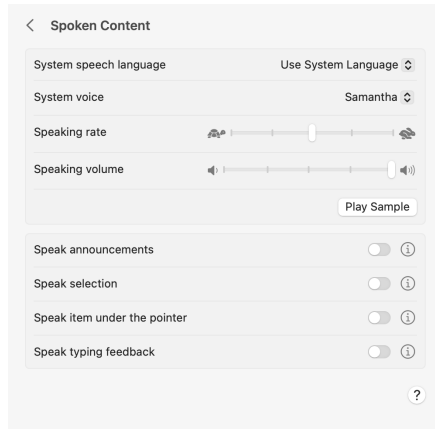 Spoken Content
System speech language Use System Language
System voice Samantha
Speaking rate
Speaking volume
Play Sample
Speak announcements
Speak selection
Speak item under the pointer
Speak typing feedback
?